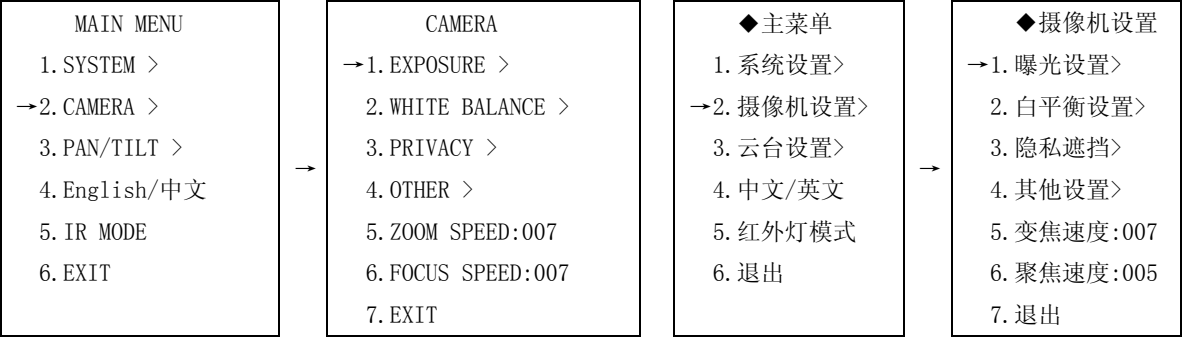 MAIN MENU
1.SYSTEM >
→2.CAMERA >
3.PAN/TILT >
4.English/中文
5.IR MODE
6.EXIT
→
CAMERA
→1.EXPOSURE >
2.WHITE BALANCE >
3.PRIVACY >
4.OTHER >
5.ZOOM SPEED:007
6.FOCUS SPEED:007
7.EXIT
◆主菜单
1.系统设置>
→2.摄像机设置>
3.云台设置>
4.中文/英文
5.红外灯模式
6.退出
→
◆摄像机设置
→1.曝光设置>
2.白平衡设置>
3.隐私遮挡>
4.其他设置>
5.变焦速度:007
6.聚焦速度:005
7.退出